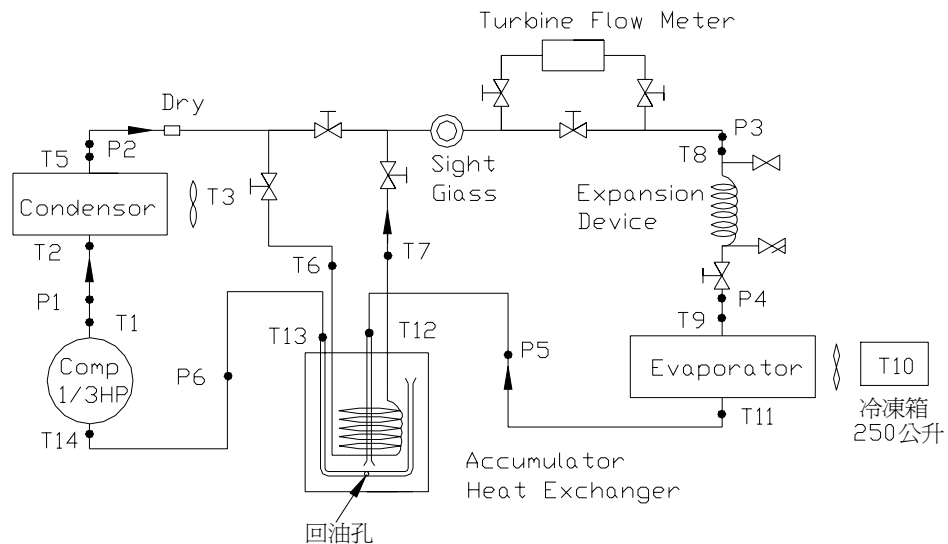 Turbine Flow Meter
Dry
P2
T5
P3
T8
Sight
Glass
T3
Condensor
Expansion
Device
T2
T6
T7
P1
P4
T1
T9
T13
T12
P5
Comp
1/3HP
P6
Evaporator
T10
冷凍箱
250公升
T14
T11
Accumulator
Heat Exchanger
回油孔